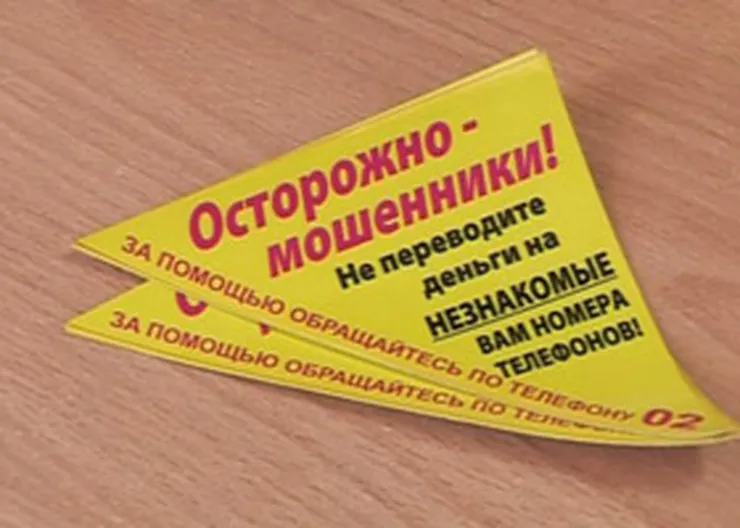 Осторожно -
мошенники!
Не переводите
деньги на
НЕЗНАКОМЫЕ
ВАМ НОМЕРА
ТЕЛЕФОНОВ!
ЗА ПОМОЩЬЮ ОБРАЩАЙТЕСЬ ПО ТЕЛЕФОНУ 02
ЗА ПОМОЩЬЮ ОБРАЩАЙТЕСЬ ПО ТЕЛЕФОНУ